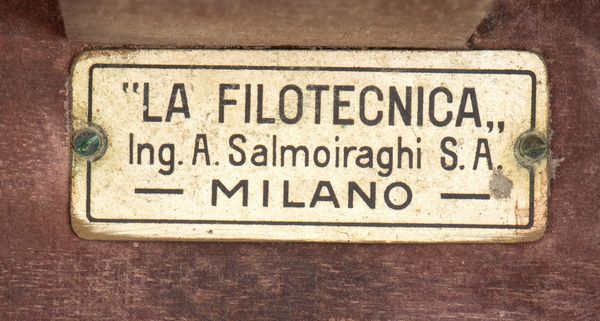 "LA FILOTECNICA„
Ing. A. Salmoiraghi S. A.
— MILANO —